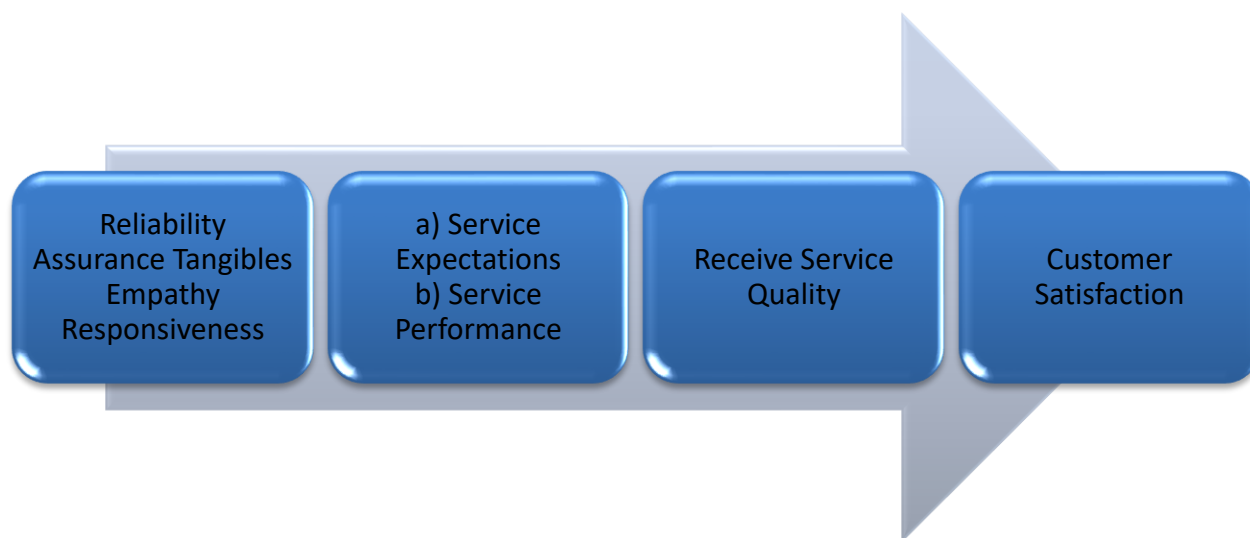 Reliability
Assurance Tangibles
Empathy
Responsiveness
a) Service
Expectations
b) Service
Performance
Receive Service
Quality
Customer
Satisfaction